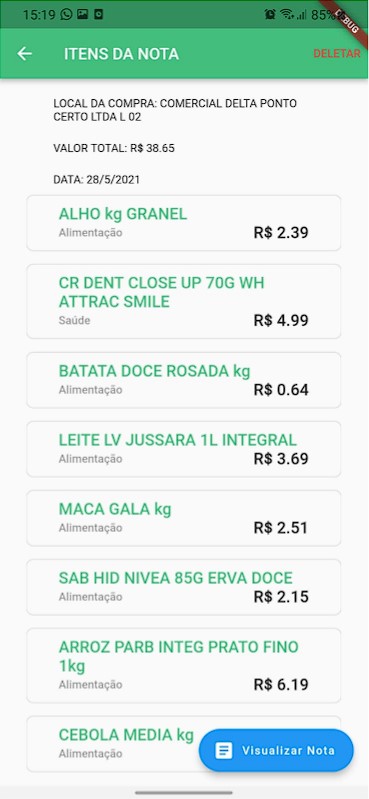 15:19 85%
BUG
ITENS DA NOTA DELETAR
LOCAL DA COMPRA: COMERCIAL DELTA PONTO
CERTO LTDA L 02
VALOR TOTAL: R$ 38.65
DATA: 28/5/2021
ALHO kg GRANEL
Alimentação
R$ 2.39
CR DENT CLOSE UP 70G WH
ATTRAC SMILE
Saúde
R$ 4.99
BATATA DOCE ROSADA kg
Alimentação
R$ 0.64
LEITE LV JUSSARA 1L INTEGRAL
Alimentação
R$ 3.69
MACA GALA kg
Alimentação
R$ 2.51
SAB HID NIVEA 85G ERVA DOCE
Alimentação
R$ 2.15
ARROZ PARB INTEG PRATO FINO
1kg
Alimentação
R$ 6.19
CEBOLA MEDIA kg
Alimentação
Visualizar Nota